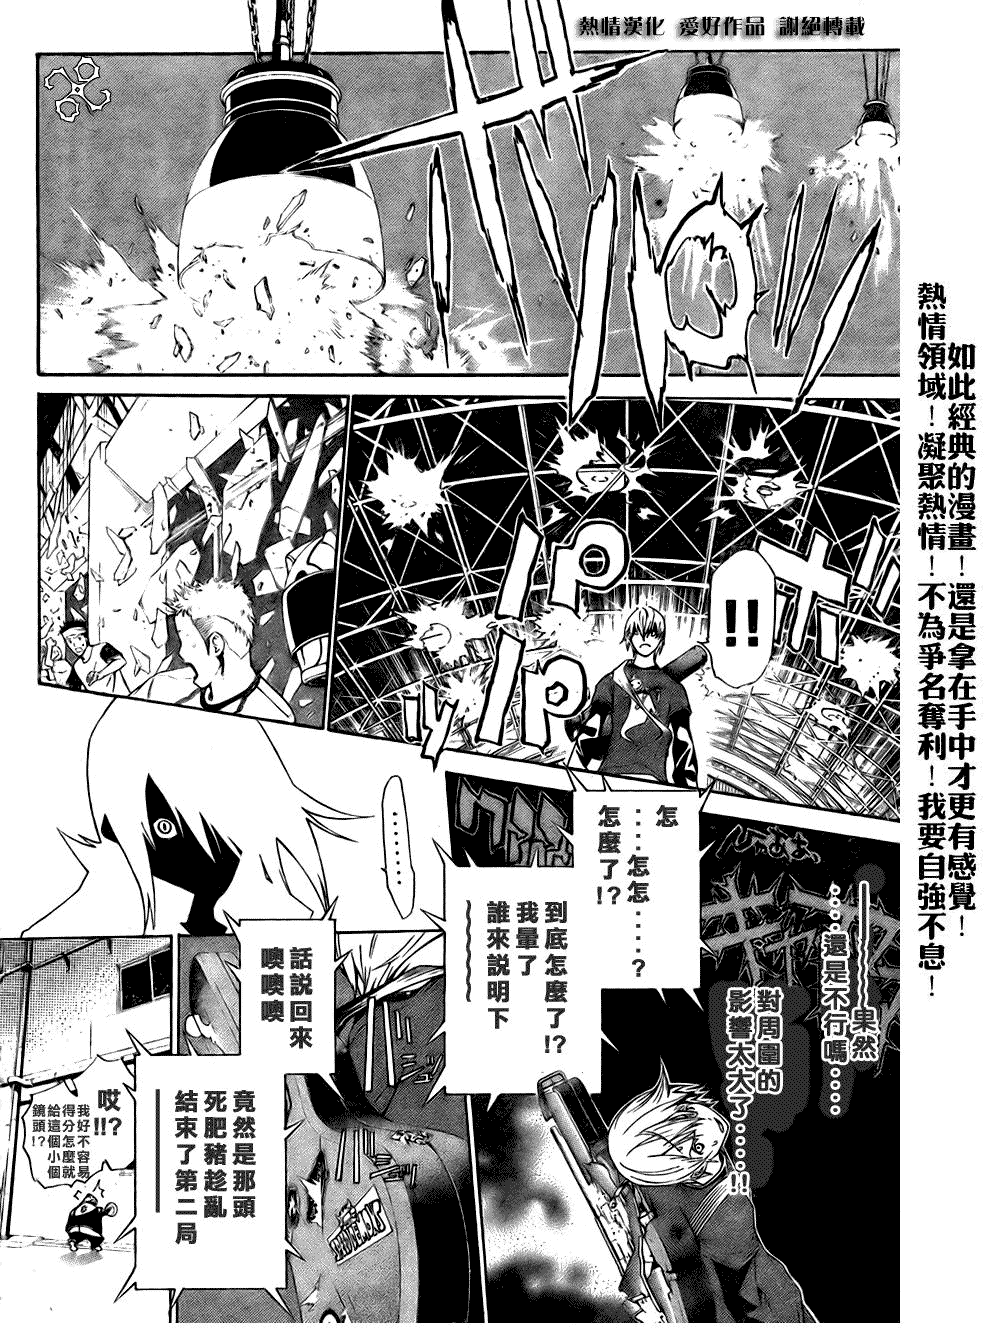 熱情漢化 愛好作品 謝絕轉載
如此經典的漫畫！還是拿在手中才更有感覺！
熱情領域！凝聚熱情！不為爭名奪利！我要自強不息！
!!
――果然
……還是不行嗎……
對周圍的
影響太大了……!!
怎
....怎怎.....?
怎麼了!?
到底怎麼了!?
我暈了
誰來說明下
………
話說回來
噢噢噢
竟然是那頭
死肥豬趁亂
結束了第二局
哎!!?
我好不容易
得分怎麼就
給這個小個
鏡頭!?